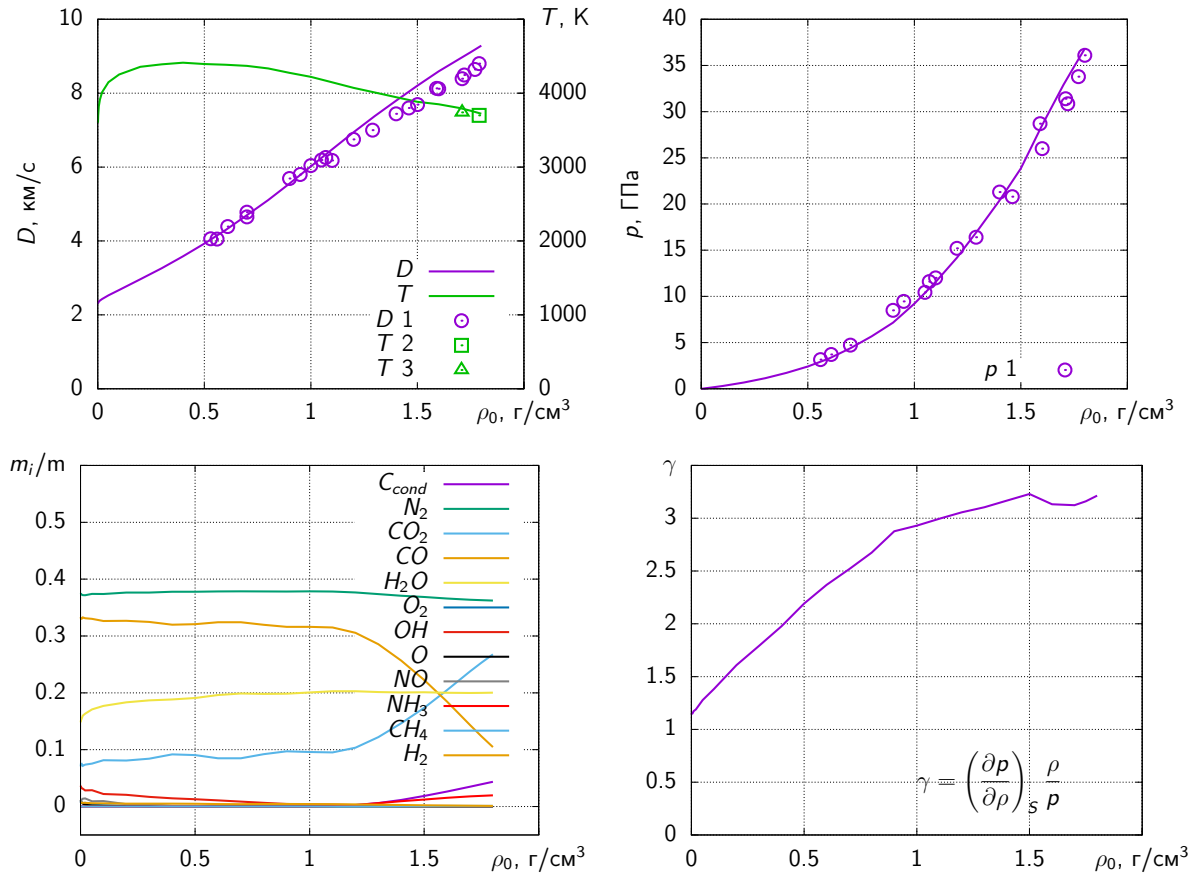 10
8
6
4
2
0
D, км/с
T, K
4000
3000
2000
1000
0
D
T
D 1
T 2
T 3
0
0.5
1
1.5
ρ₀, г/см³
40
35
30
25
20
15
10
5
0
p, ГПа
p 1
0
0.5
1
1.5
ρ₀, г/см³
mᵢ/m
0.5
0.4
0.3
0.2
0.1
0
C_cond
N₂
CO₂
CO
H₂O
O₂
OH
O
NO
NH₃
CH₄
H₂
0
0.5
1
1.5
ρ₀, г/см³
γ
3
2.5
2
1.5
1
0.5
0
γ = (∂p/∂ρ)_S ρ/p
0
0.5
1
1.5
ρ₀, г/см³